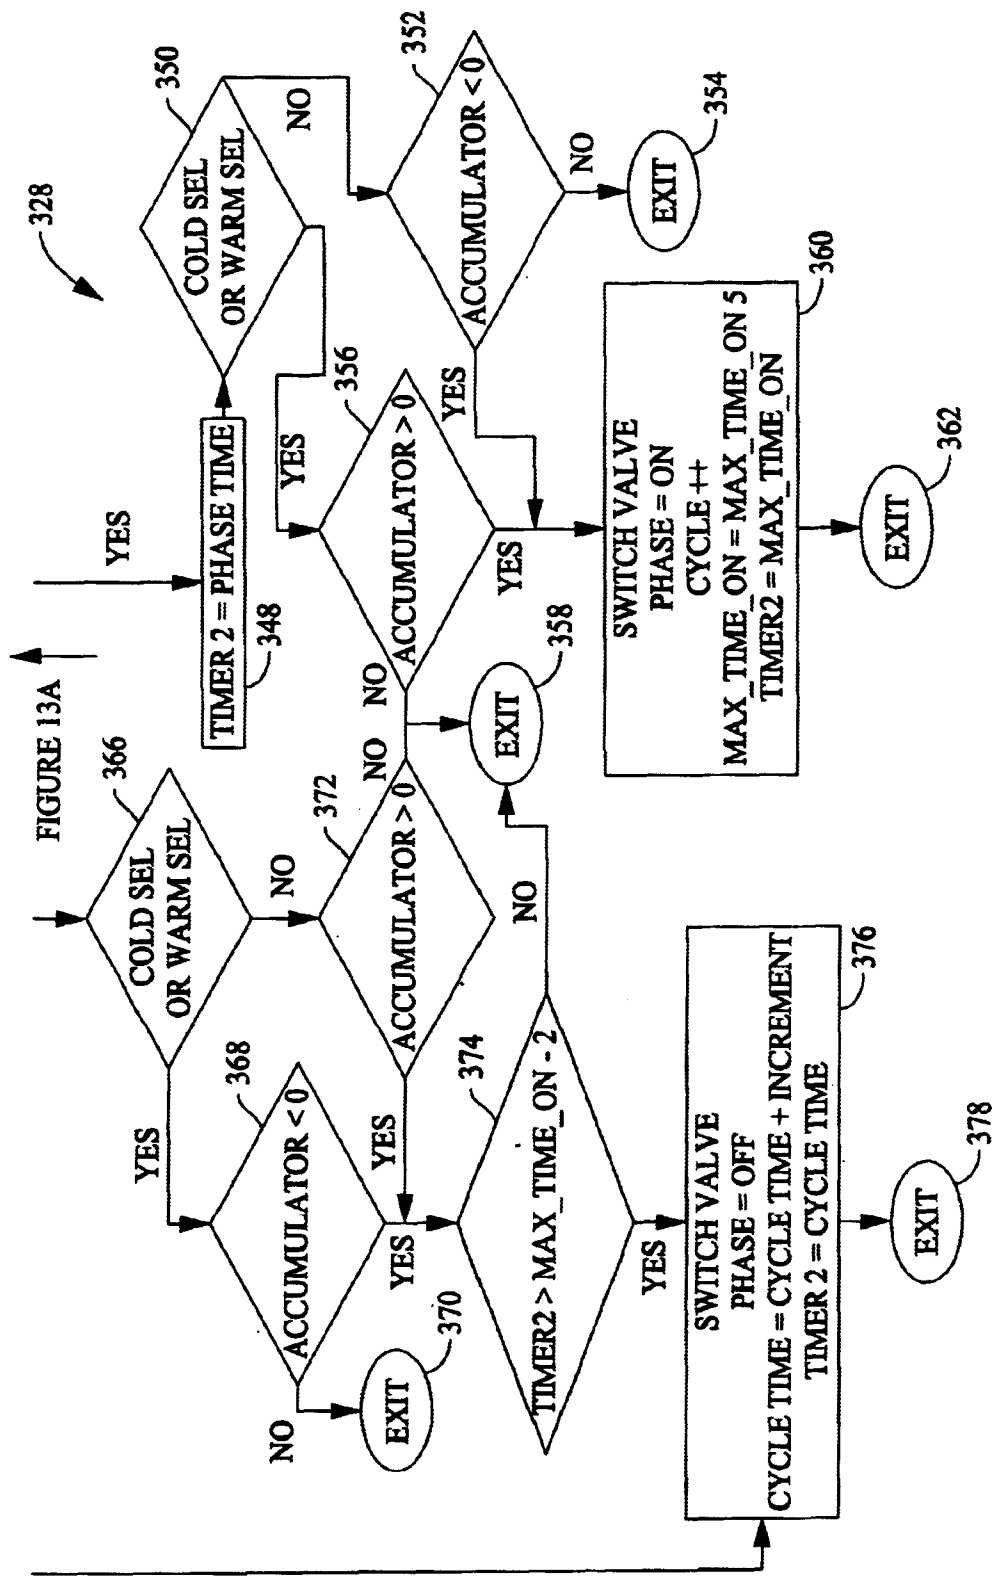 FIGURE 13A
328
YES
TIMER 2 = PHASE TIME
348
COLD SEL
OR WARM SEL
350
NO
YES
ACCUMULATOR < 0
352
YES
NO
EXIT
354
ACCUMULATOR > 0
356
NO
YES
EXIT
358
SWITCH VALVE
PHASE = ON
CYCLE ++
MAX_TIME_ON = MAX_TIME_ON 5
TIMER2 = MAX_TIME_ON
360
EXIT
362
COLD SEL
OR WARM SEL
366
YES
NO
ACCUMULATOR < 0
368
NO
YES
EXIT
370
ACCUMULATOR > 0
372
NO
YES
TIMER2 > MAX_TIME_ON - 2
374
NO
YES
SWITCH VALVE
PHASE = OFF
CYCLE TIME = CYCLE TIME + INCREMENT
TIMER 2 = CYCLE TIME
376
EXIT
378